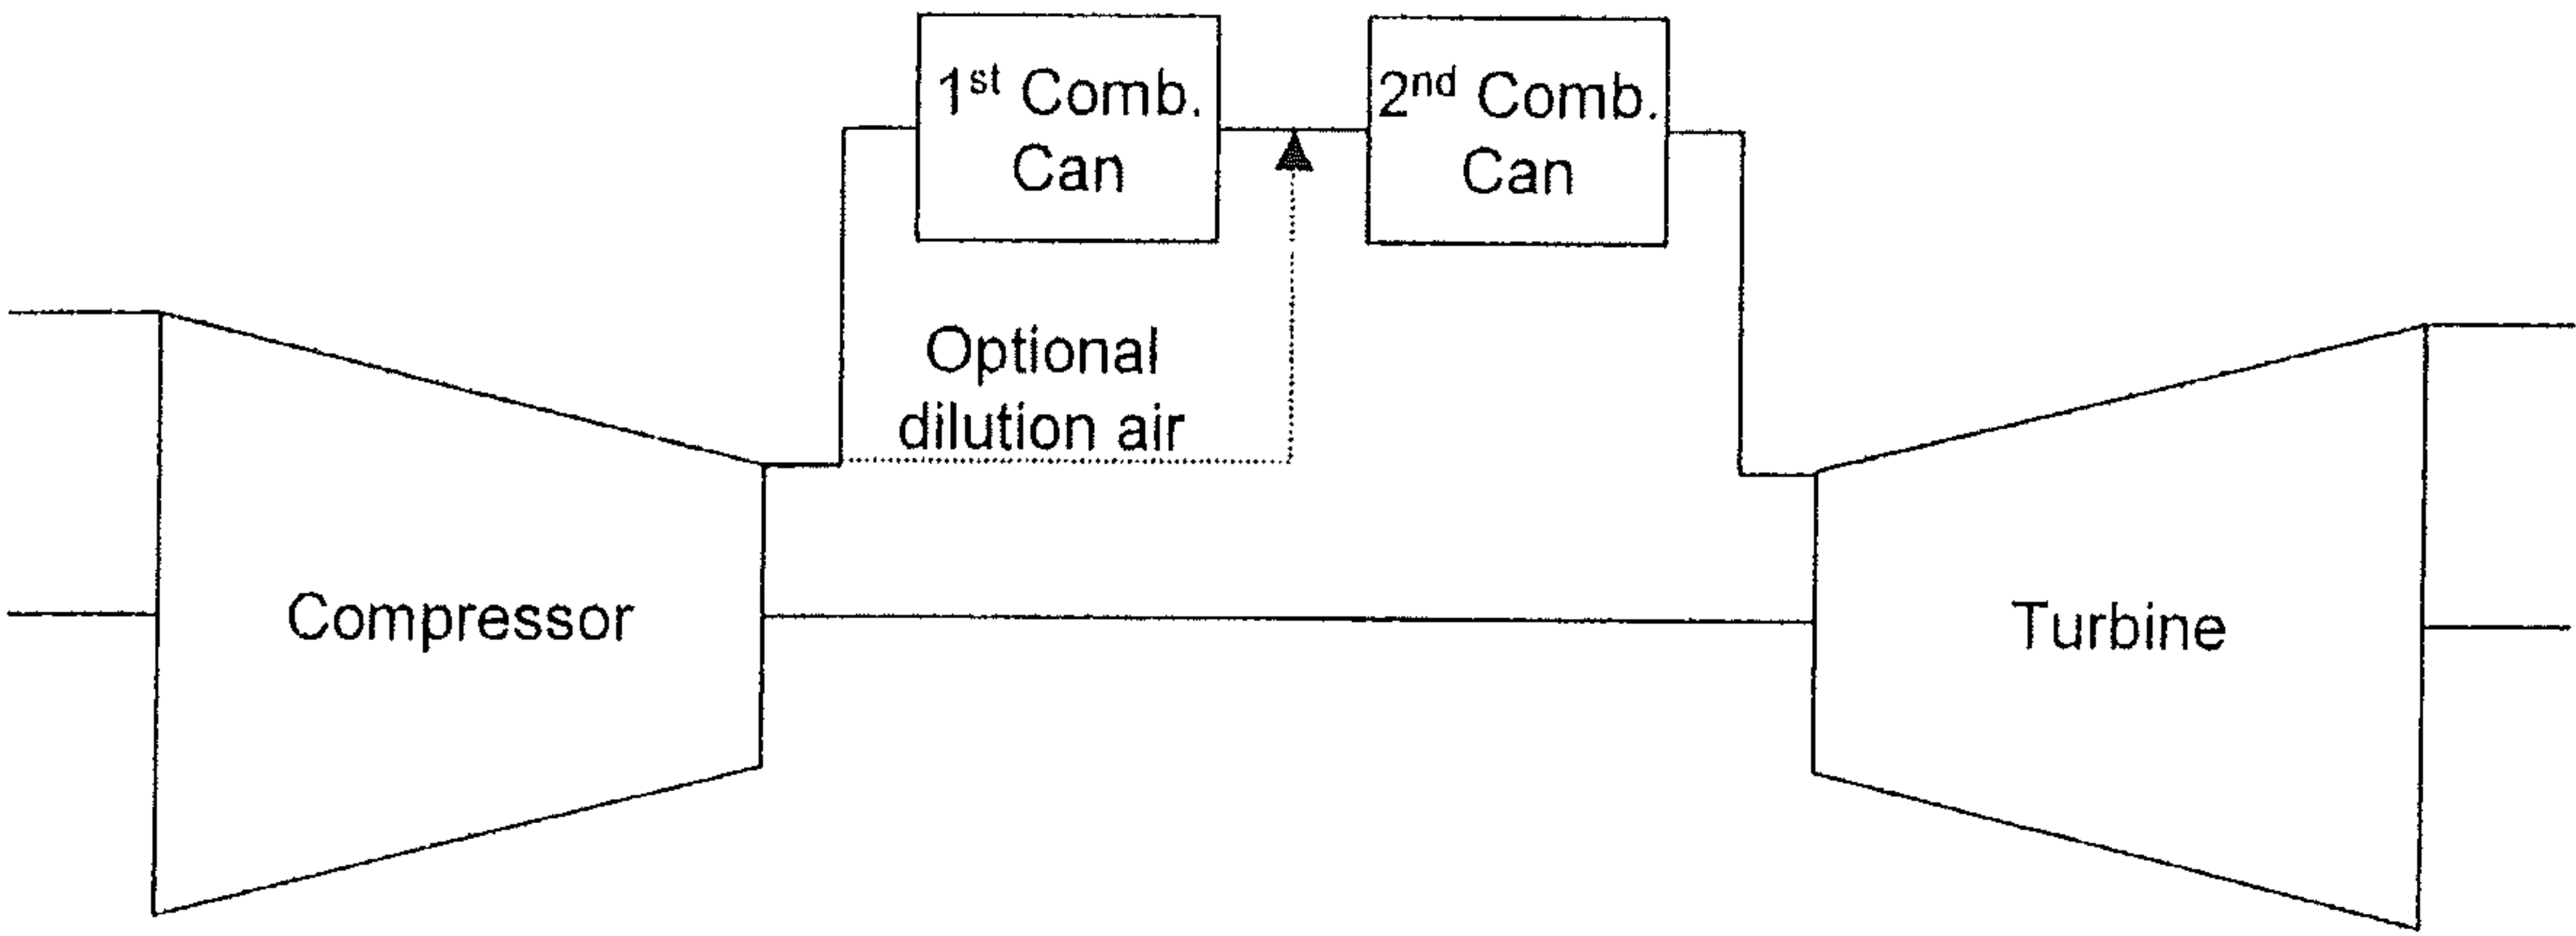 1st Comb.
Can
2nd Comb.
Can
Optional
dilution air
Compressor
Turbine